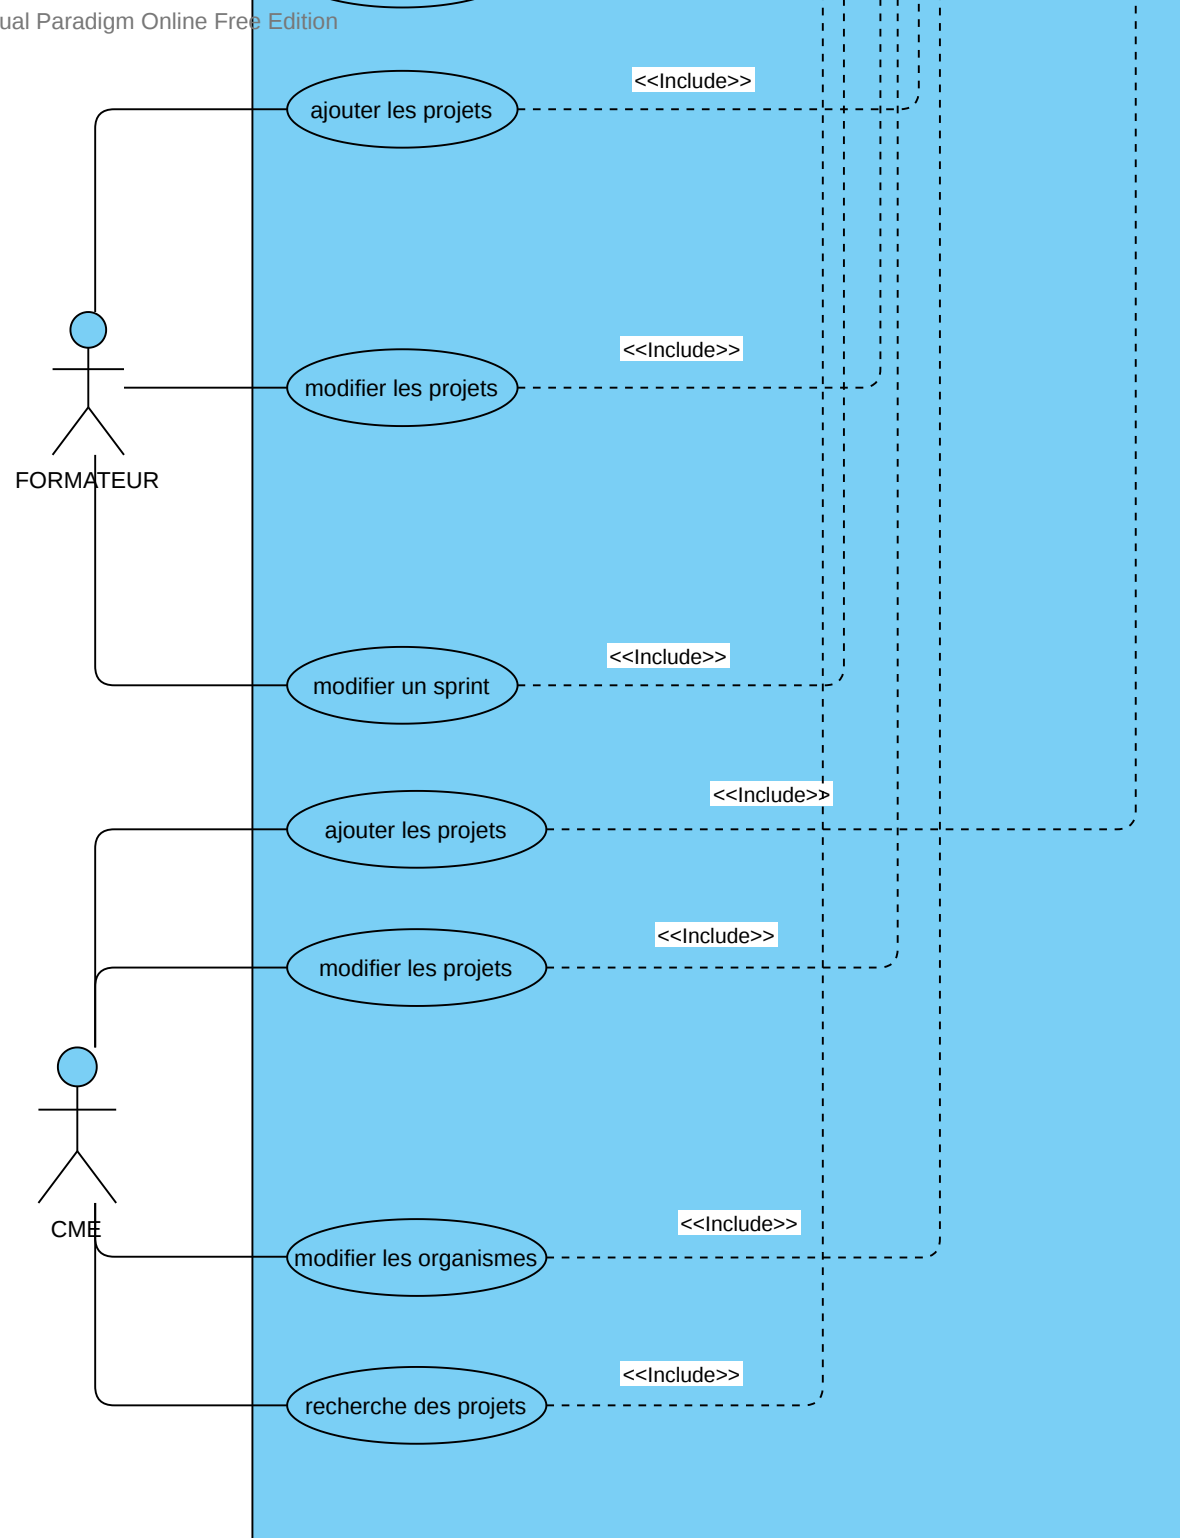 ual Paradigm Online Free Edition
<<Include>>
ajouter les projets
<<Include>>
modifier les projets
FORMATEUR
<<Include>>
modifier un sprint
<<Include>>
ajouter les projets
<<Include>>
modifier les projets
CME
<<Include>>
modifier les organismes
<<Include>>
recherche des projets